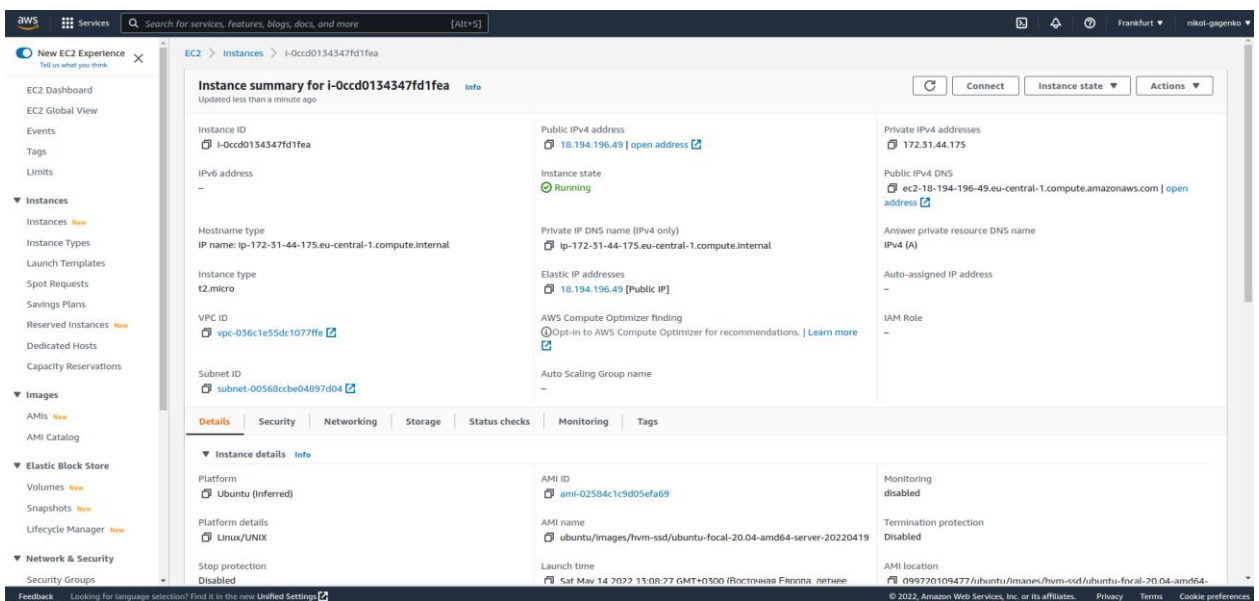 aws
Services
Search for services, features, blogs, docs, and more
[Alt+S]
Frankfurt ▼
nikol-gagenko ▼
New EC2 Experience
Tell us what you think
EC2 Dashboard
EC2 Global View
Events
Tags
Limits
▼ Instances
Instances New
Instance Types
Launch Templates
Spot Requests
Savings Plans
Reserved Instances New
Dedicated Hosts
Capacity Reservations
▼ Images
AMIs New
AMI Catalog
▼ Elastic Block Store
Volumes New
Snapshots New
Lifecycle Manager New
▼ Network & Security
Security Groups
EC2 > Instances > i-0ccd0134347fd1fea
Instance summary for i-0ccd0134347fd1fea Info
Updated less than a minute ago
Connect
Instance state ▼
Actions ▼
Instance ID
i-0ccd0134347fd1fea
Public IPv4 address
18.194.196.49 | open address
Private IPv4 addresses
172.31.44.175
IPv6 address
–
Instance state
Running
Public IPv4 DNS
ec2-18-194-196-49.eu-central-1.compute.amazonaws.com | open
address
Hostname type
IP name: ip-172-31-44-175.eu-central-1.compute.internal
Private IP DNS name (IPv4 only)
ip-172-31-44-175.eu-central-1.compute.internal
Answer private resource DNS name
IPv4 (A)
Instance type
t2.micro
Elastic IP addresses
18.194.196.49 [Public IP]
Auto-assigned IP address
–
VPC ID
vpc-036c1e55dc1077ffe
AWS Compute Optimizer finding
Opt-in to AWS Compute Optimizer for recommendations. | Learn more
IAM Role
–
Subnet ID
subnet-00568ccbe04897d04
Auto Scaling Group name
–
Details
Security
Networking
Storage
Status checks
Monitoring
Tags
▼ Instance details Info
Platform
Ubuntu (Inferred)
AMI ID
ami-02584c1c9d05efa69
Monitoring
disabled
Platform details
Linux/UNIX
AMI name
ubuntu/images/hvm-ssd/ubuntu-focal-20.04-amd64-server-20220419
Termination protection
Disabled
Stop protection
Disabled
Launch time
Sat May 14 2022 13:08:27 GMT+0300 (Восточная Европа, летнее
AMI location
099720109477/ubuntu/images/hvm-ssd/ubuntu-focal-20.04-amd64-
Feedback
Looking for language selection? Find it in the new Unified Settings
© 2022, Amazon Web Services, Inc. or its affiliates.
Privacy
Terms
Cookie preferences